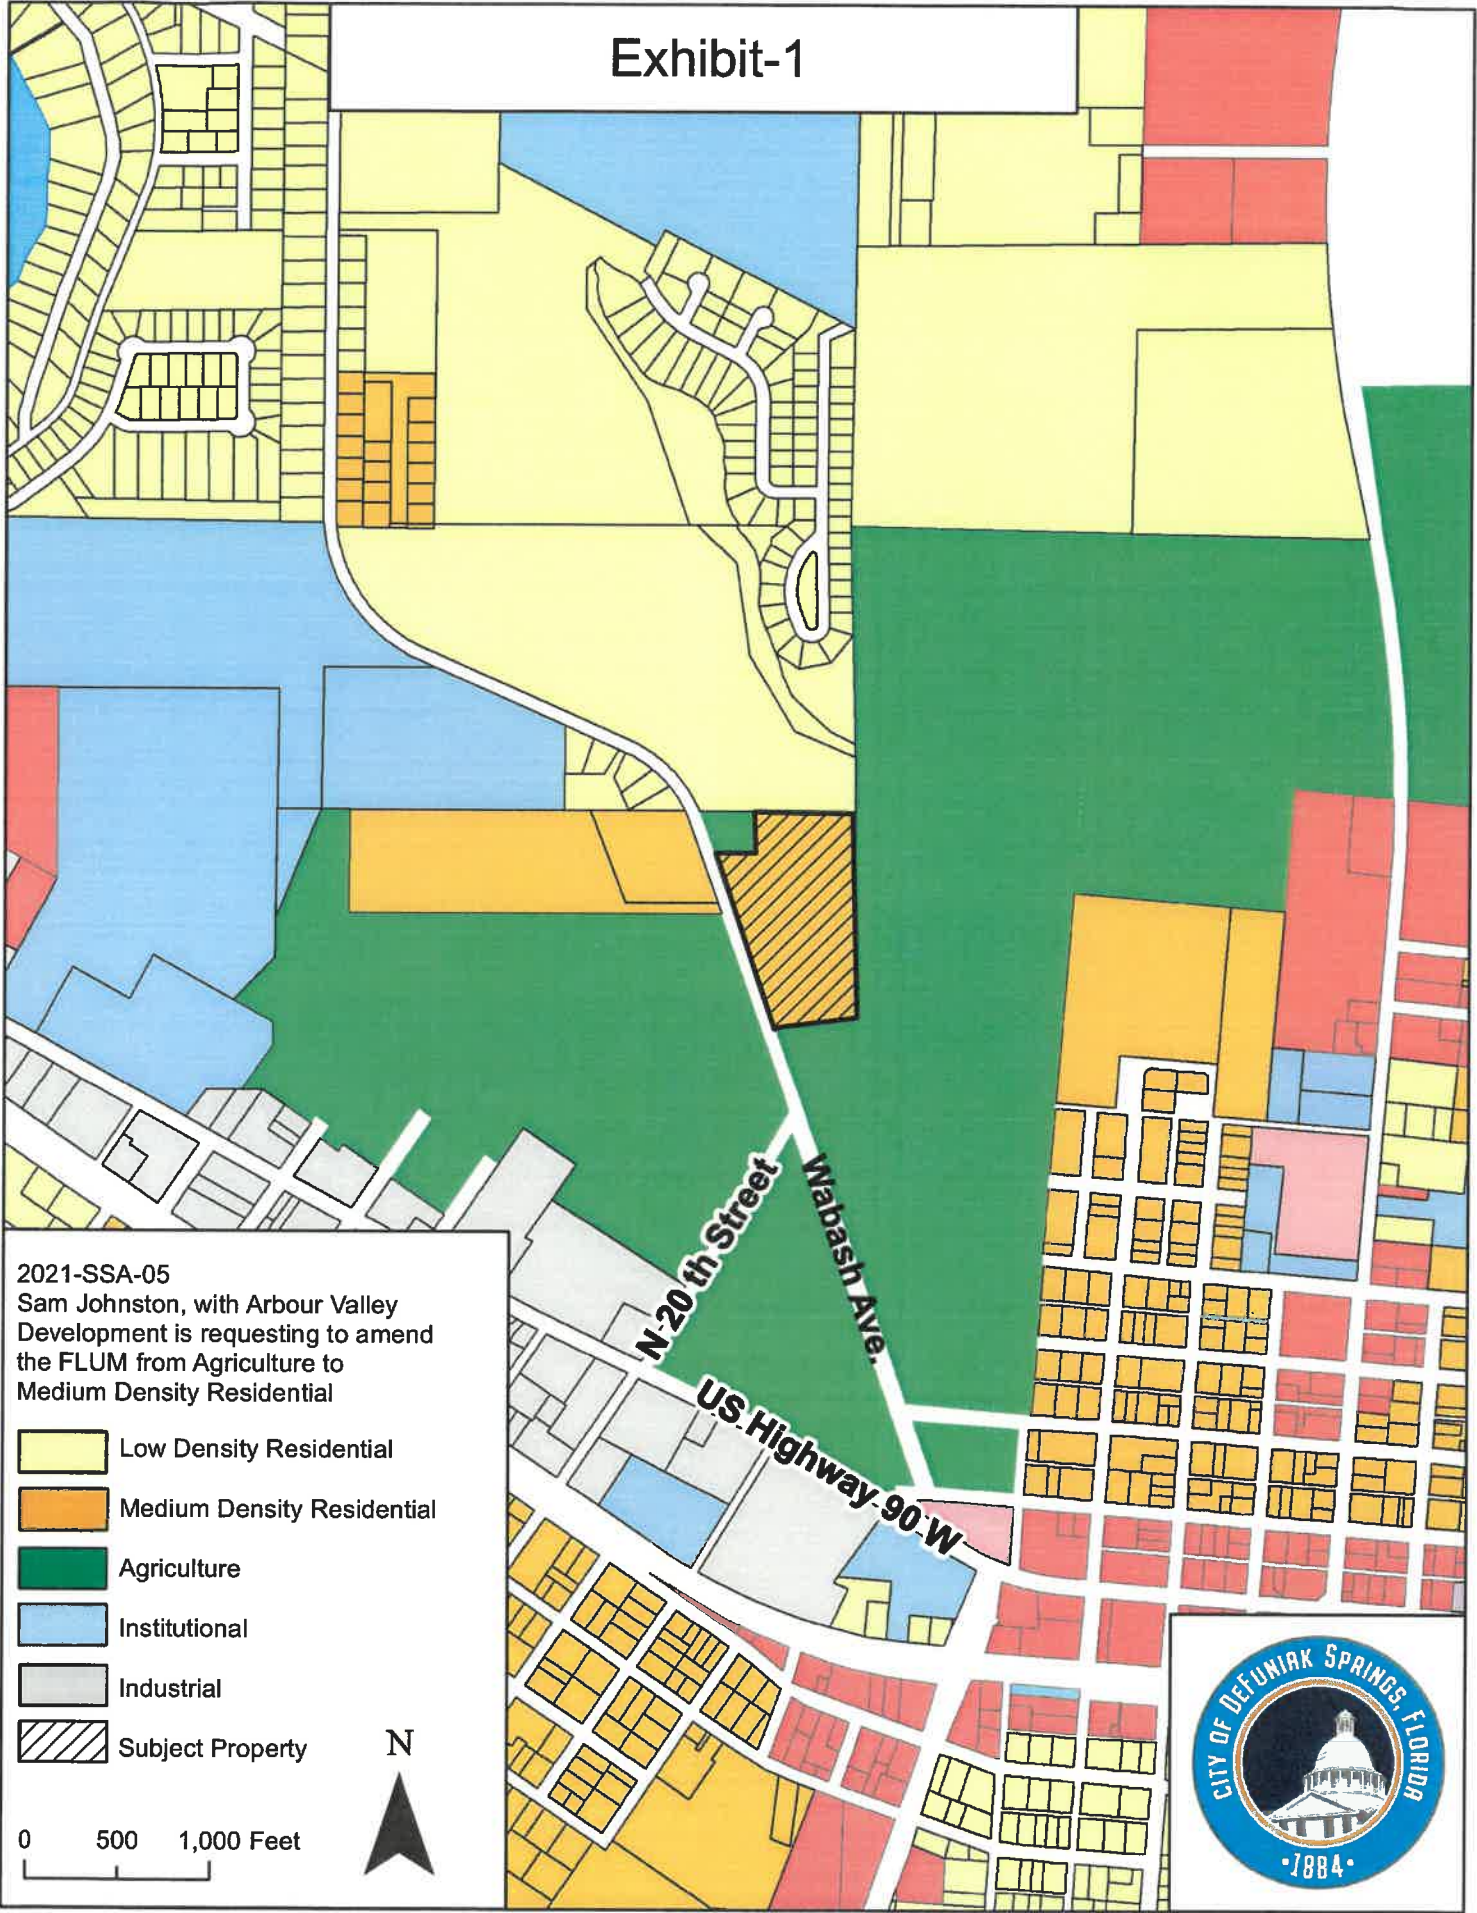 Exhibit-1
N 20 th Street
Wabash Ave.
US Highway 90 W
2021-SSA-05
Sam Johnston, with Arbour Valley
Development is requesting to amend
the FLUM from Agriculture to
Medium Density Residential
Low Density Residential
Medium Density Residential
Agriculture
Institutional
Industrial
Subject Property
N
0 500 1,000 Feet
CITY OF DEFUNIAK SPRINGS, FLORIDA
•1884•